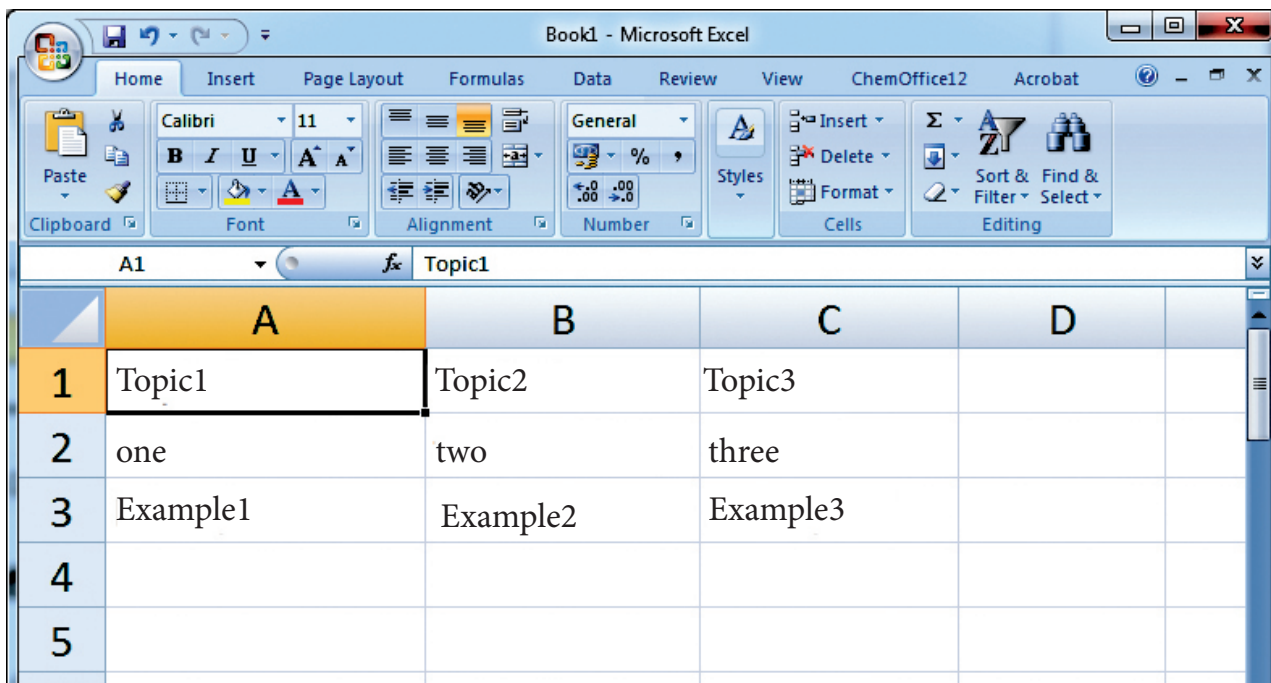 Book1 - Microsoft Excel
Home Insert Page Layout Formulas Data Review View ChemOffice12 Acrobat
Calibri 11 General Insert Σ
B I U A A % , Delete
Paste Styles Sort & Find &
A Format Filter Select
Clipboard Font Alignment Number Cells Editing
A1 fx Topic1
A B C D
1 Topic1 Topic2 Topic3
2 one two three
3 Example1 Example2 Example3
4
5